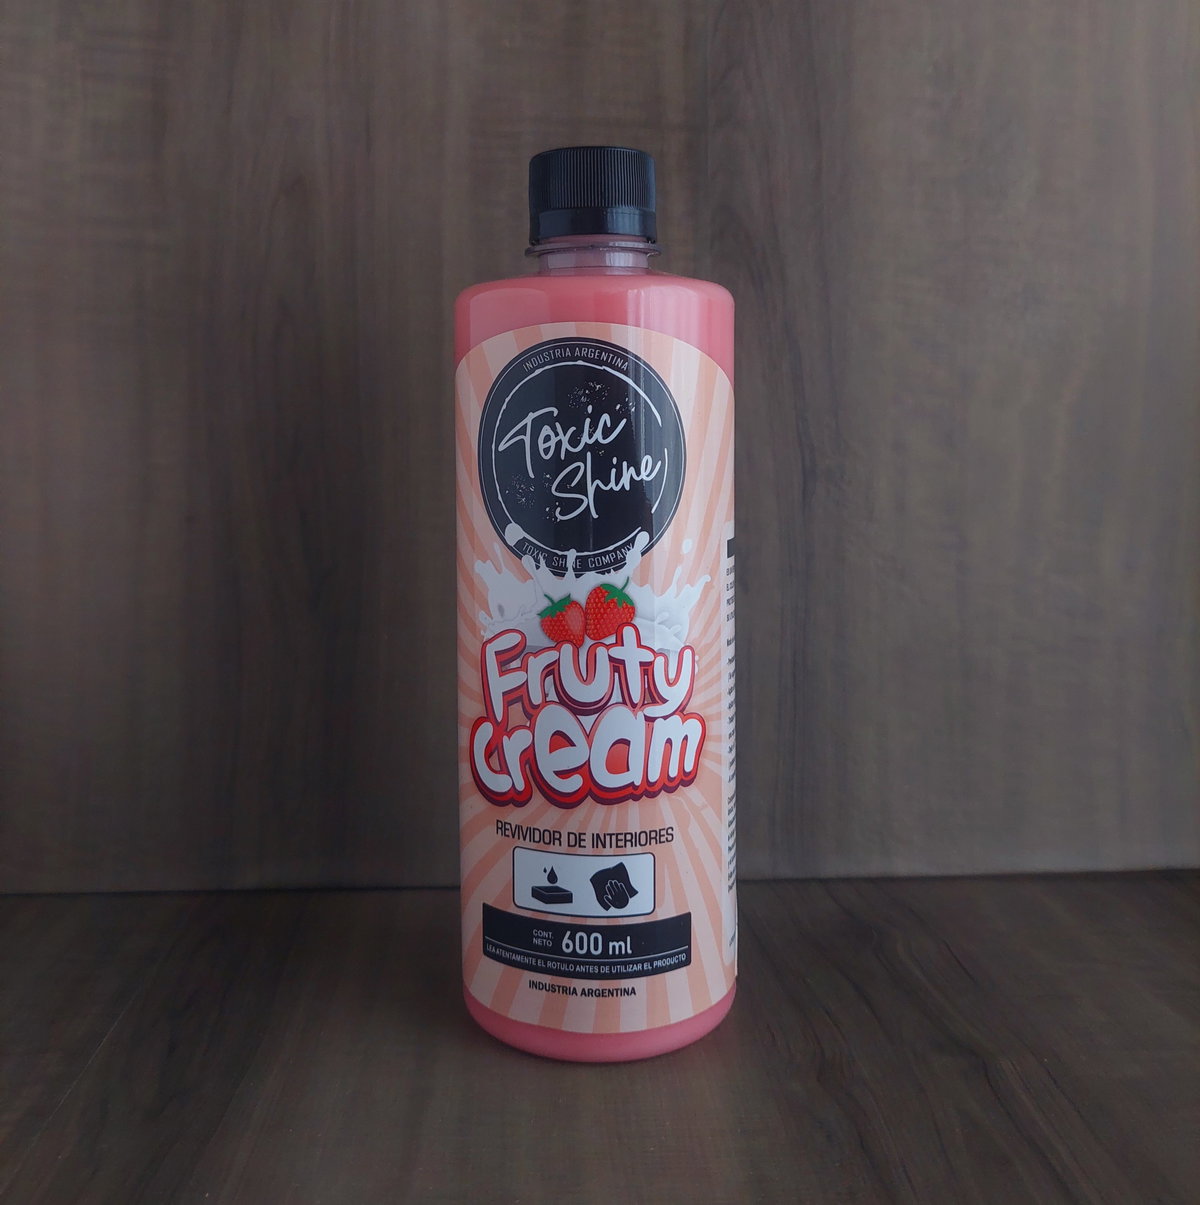 INDUSTRIA ARGENTINA
Toxic
Shine
TOXIC SHINE COMPANY
Fruty
Cream
REVIVIDOR DE INTERIORES
CONT.
NETO
600 ml
LEA ATENTAMENTE EL ROTULO ANTES DE UTILIZAR EL PRODUCTO
INDUSTRIA ARGENTINA